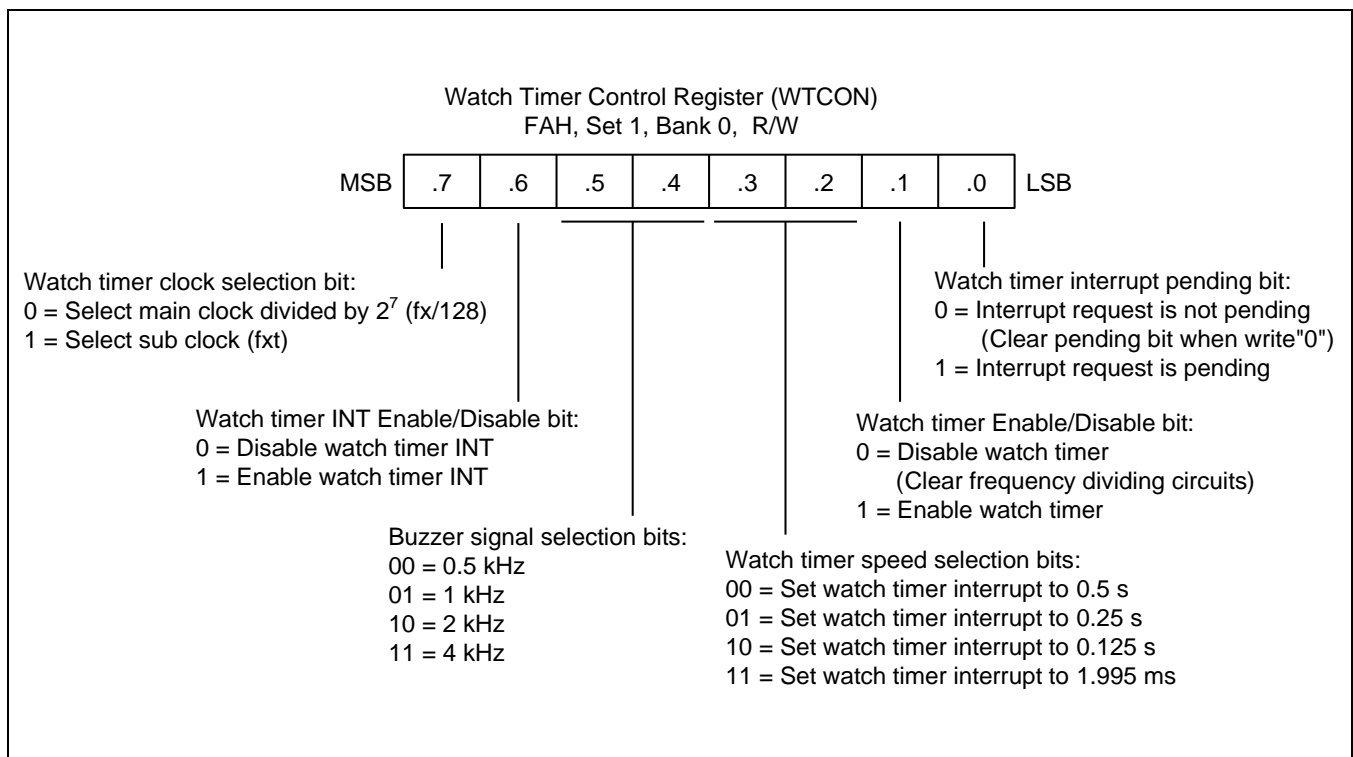 Watch Timer Control Register (WTCON)
FAH, Set 1, Bank 0, R/W
MSB .7 .6 .5 .4 .3 .2 .1 .0 LSB
Watch timer clock selection bit:
0 = Select main clock divided by 2⁷ (fx/128)
1 = Select sub clock (fxt)
Watch timer interrupt pending bit:
0 = Interrupt request is not pending
(Clear pending bit when write"0")
1 = Interrupt request is pending
Watch timer INT Enable/Disable bit:
0 = Disable watch timer INT
1 = Enable watch timer INT
Watch timer Enable/Disable bit:
0 = Disable watch timer
(Clear frequency dividing circuits)
1 = Enable watch timer
Buzzer signal selection bits:
00 = 0.5 kHz
01 = 1 kHz
10 = 2 kHz
11 = 4 kHz
Watch timer speed selection bits:
00 = Set watch timer interrupt to 0.5 s
01 = Set watch timer interrupt to 0.25 s
10 = Set watch timer interrupt to 0.125 s
11 = Set watch timer interrupt to 1.995 ms